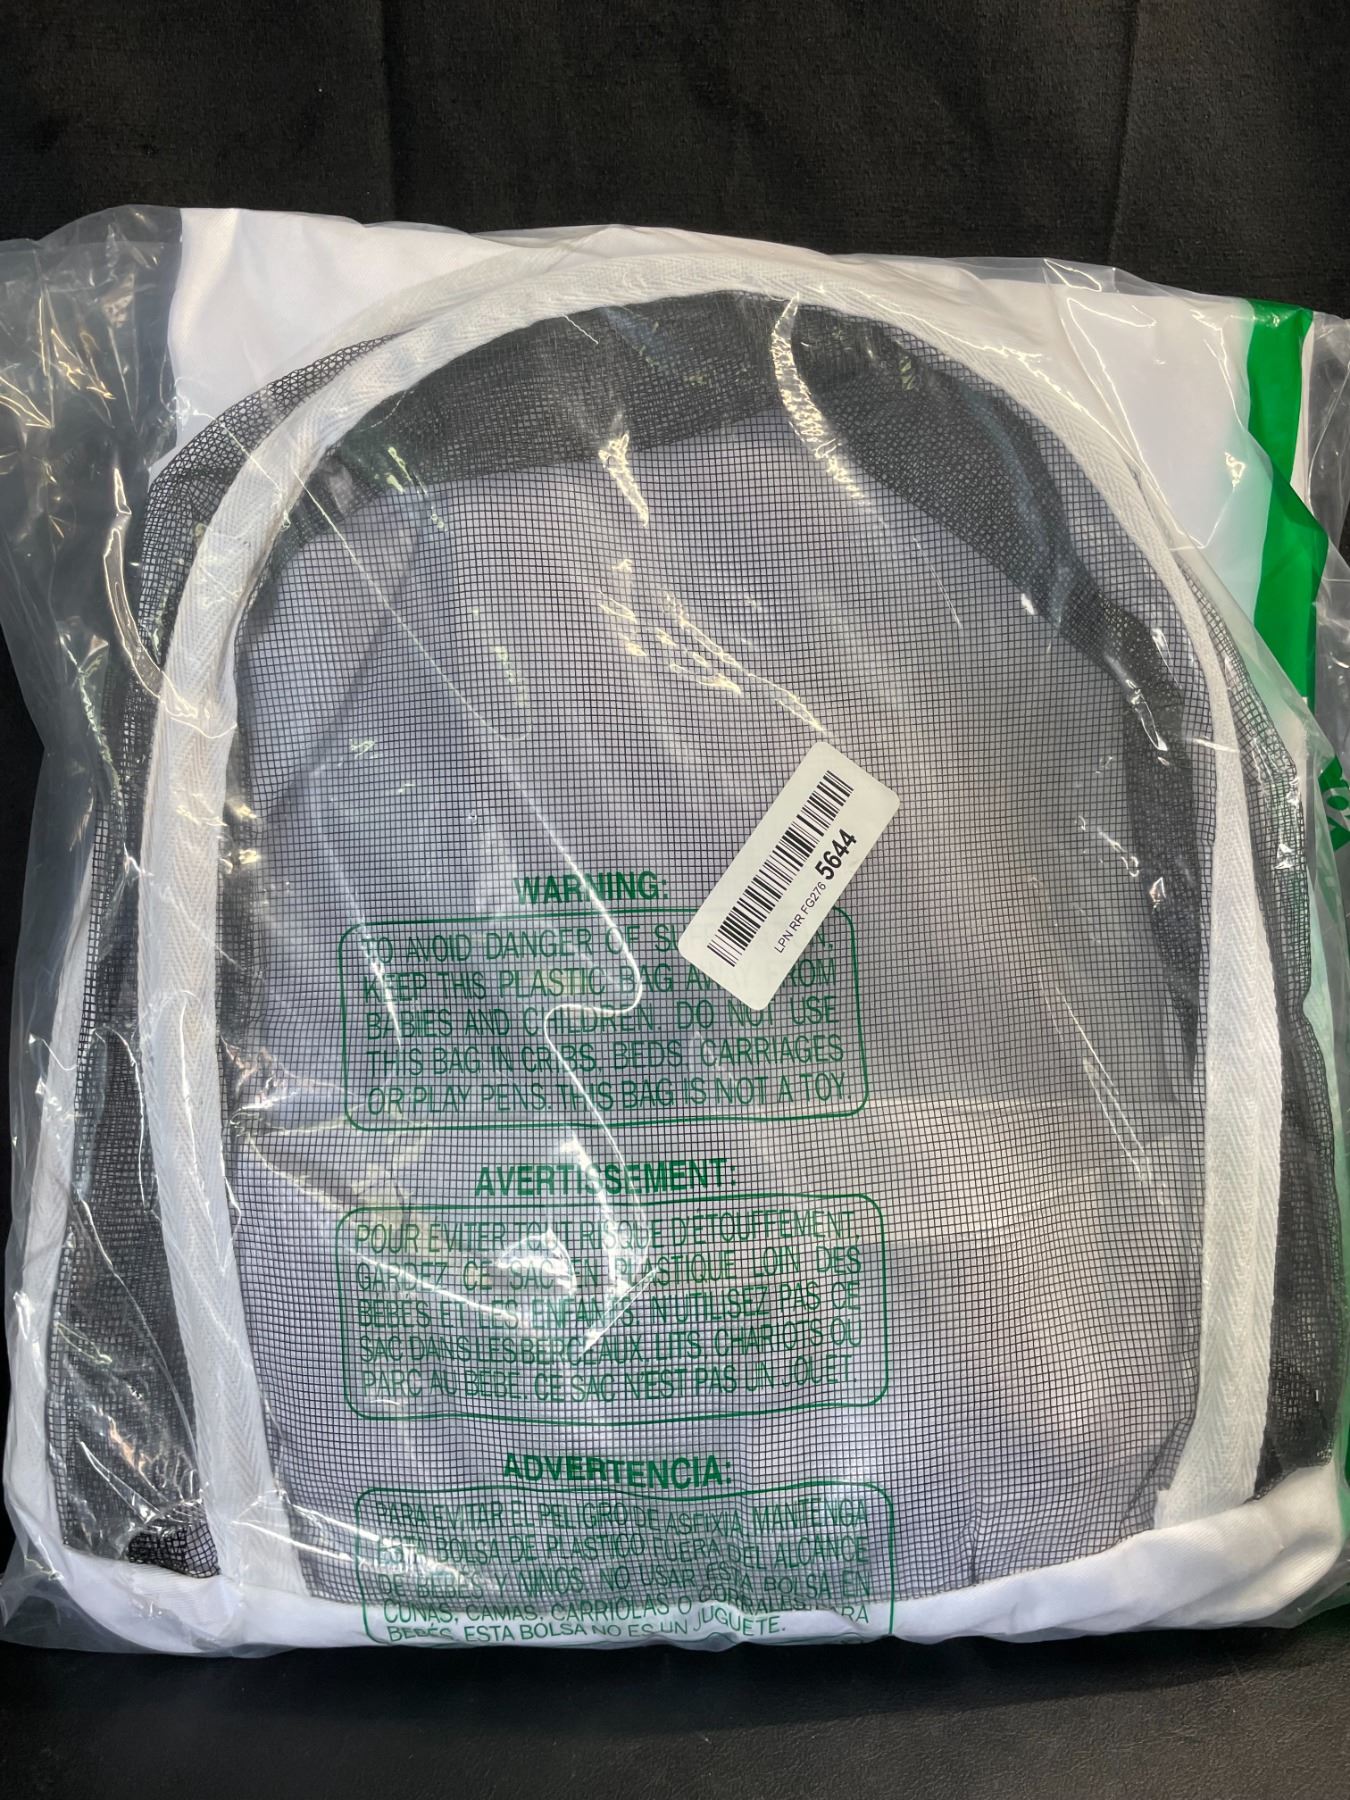 WARNING:
TO AVOID DANGER OF
KEEP THIS PLASTIC BAG AWAY FROM
BABIES AND CHILDREN. DO NOT USE
THIS BAG IN CRIBS. BEDS. CARRIAGES
OR PLAY PENS. THIS BAG IS NOT A TOY.
LPN RR FG276 5644
AVERTISSEMENT:
POUR EVITER TOUT RISQUE D'ETOUFFEMENT,
GARDEZ CE SAC EN PLASTIQUE LOIN DES
BEBES ET LES ENFANTS. N'UTILISEZ PAS CE
SAC DANS LES BERCEAUX. LITS. CHARIOTS OU
PARC AU BEBE. CE SAC N'EST PAS UN JOUET.
ADVERTENCIA:
PARA EVITAR EL PELIGRO DE ASFIXIA, MANTENGA
ESTA BOLSA DE PLASTICO FUERA DEL ALCANCE
DE BEBES Y NINOS. NO USAR ESTA BOLSA EN
CUNAS, CAMAS, CARRIOLAS O CORRALES PARA
BEBÉS. ESTA BOLSA NO ES UN JUGUETE.